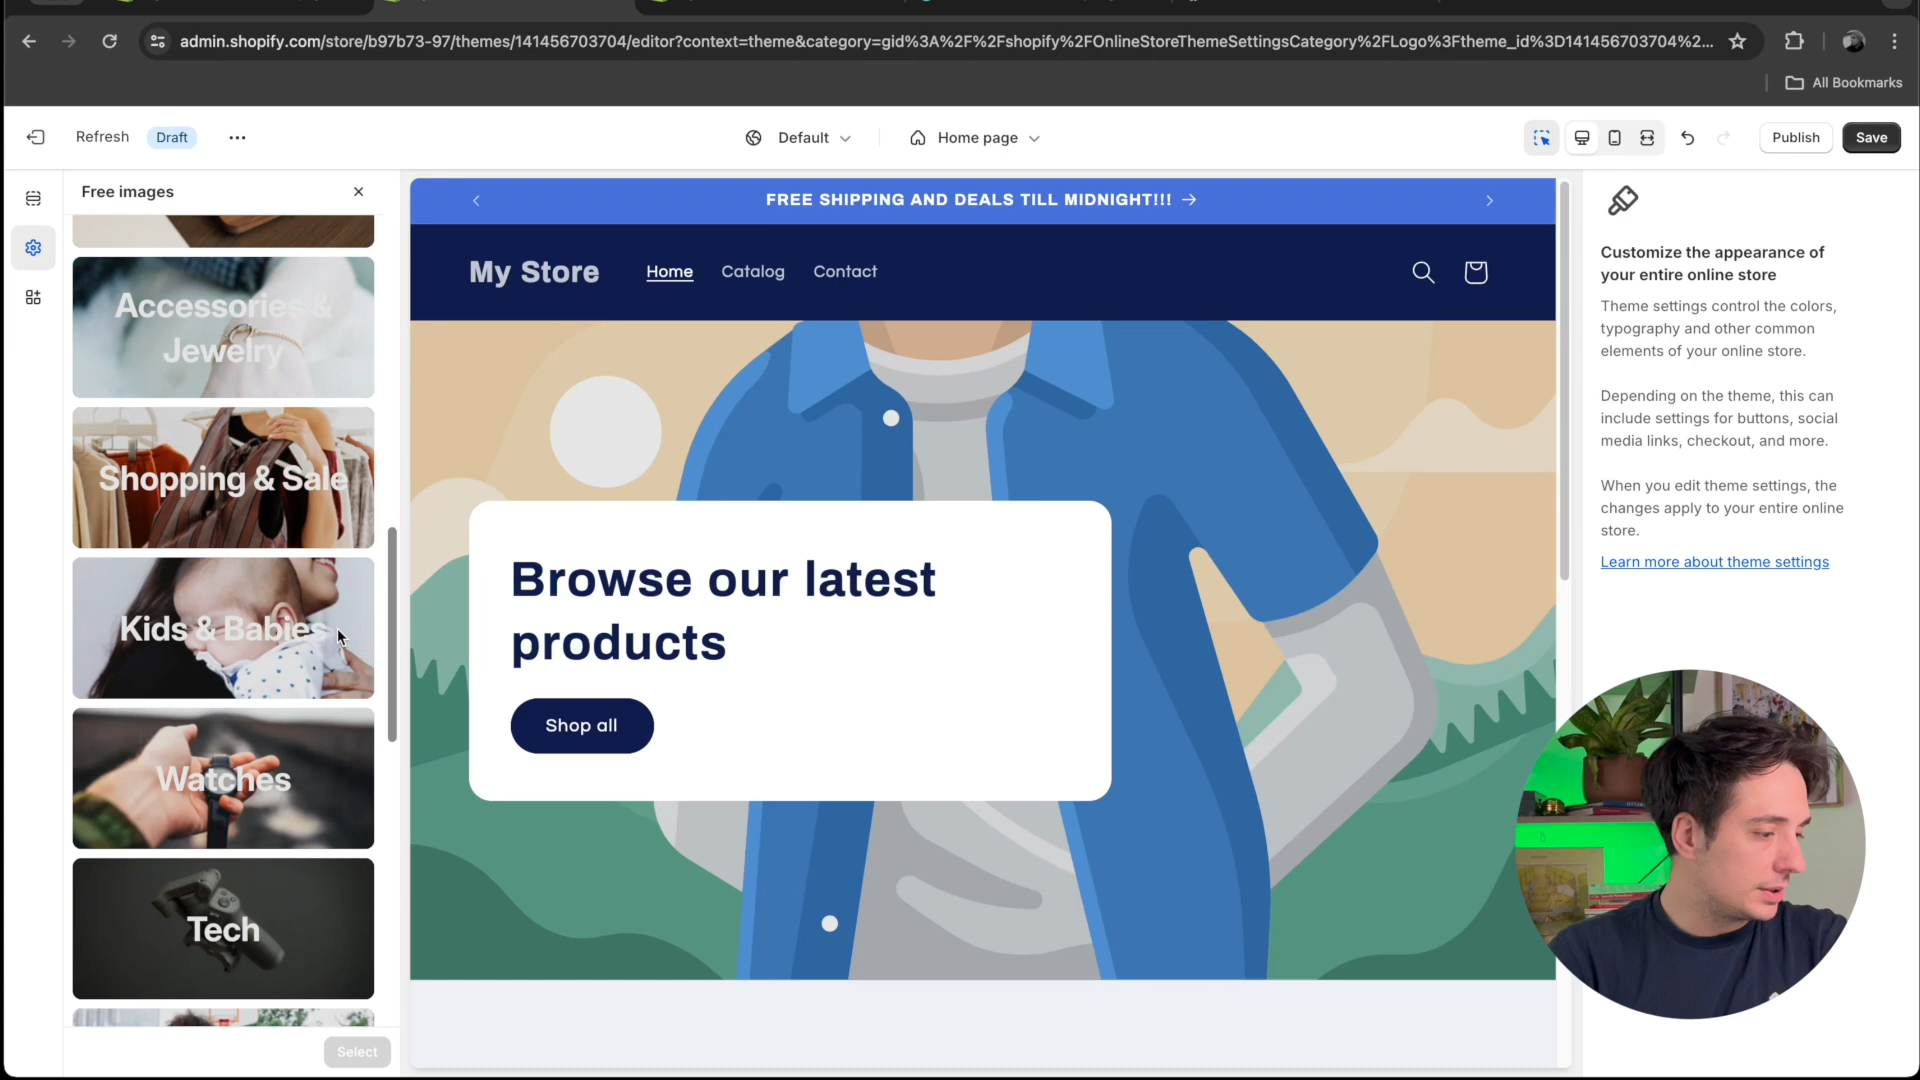 admin.shopify.com/store/b97b73-97/themes/141456703704/editor?context=theme&category=gid%3A%2F%2Fshopify%2FOnlineStoreThemeSettingsCategory%2FLogo%3Ftheme_id%3D141456703704%2...
All Bookmarks
Refresh
Draft
Default
Home page
Publish
Save
Free images
Accessories &
Jewelry
Shopping & Sale
Kids & Babies
Watches
Tech
Select
FREE SHIPPING AND DEALS TILL MIDNIGHT!!! →
My Store
Home
Catalog
Contact
Browse our latest
products
Shop all
Customize the appearance of
your entire online store
Theme settings control the colors,
typography and other common
elements of your online store.
Depending on the theme, this can
include settings for buttons, social
media links, checkout, and more.
When you edit theme settings, the
changes apply to your entire online
store.
Learn more about theme settings